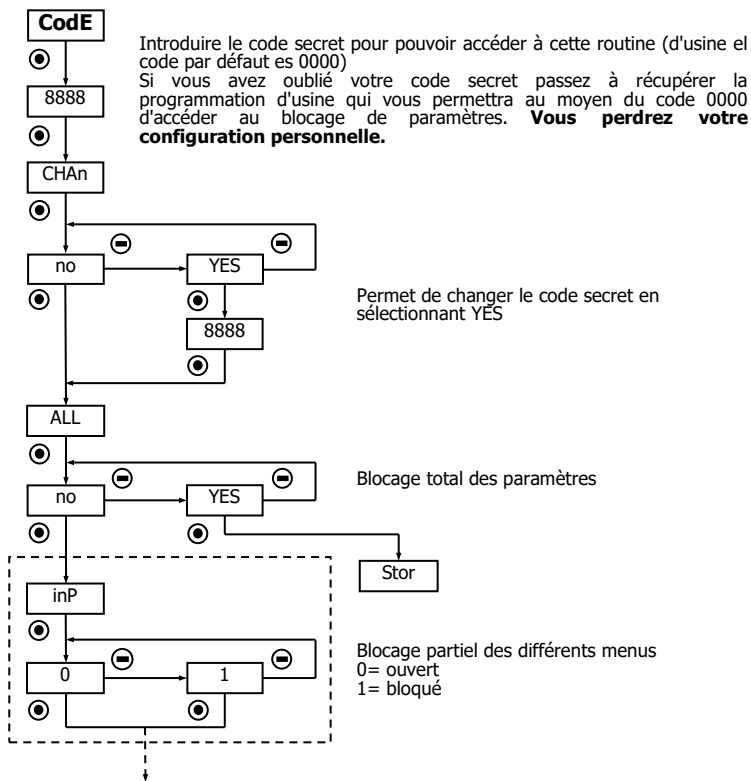 CodE
Introduire le code secret pour pouvoir accéder à cette routine (d'usine el
code par défaut es 0000)
Si vous avez oublié votre code secret passez à récupérer la
programmation d'usine qui vous permettra au moyen du code 0000
d'accéder au blocage de paramètres. Vous perdrez votre
configuration personnelle.
8888
CHAn
no
YES
Permet de changer le code secret en
sélectionnant YES
8888
ALL
no
YES
Blocage total des paramètres
Stor
inP
0
1
Blocage partiel des différents menus
0= ouvert
1= bloqué